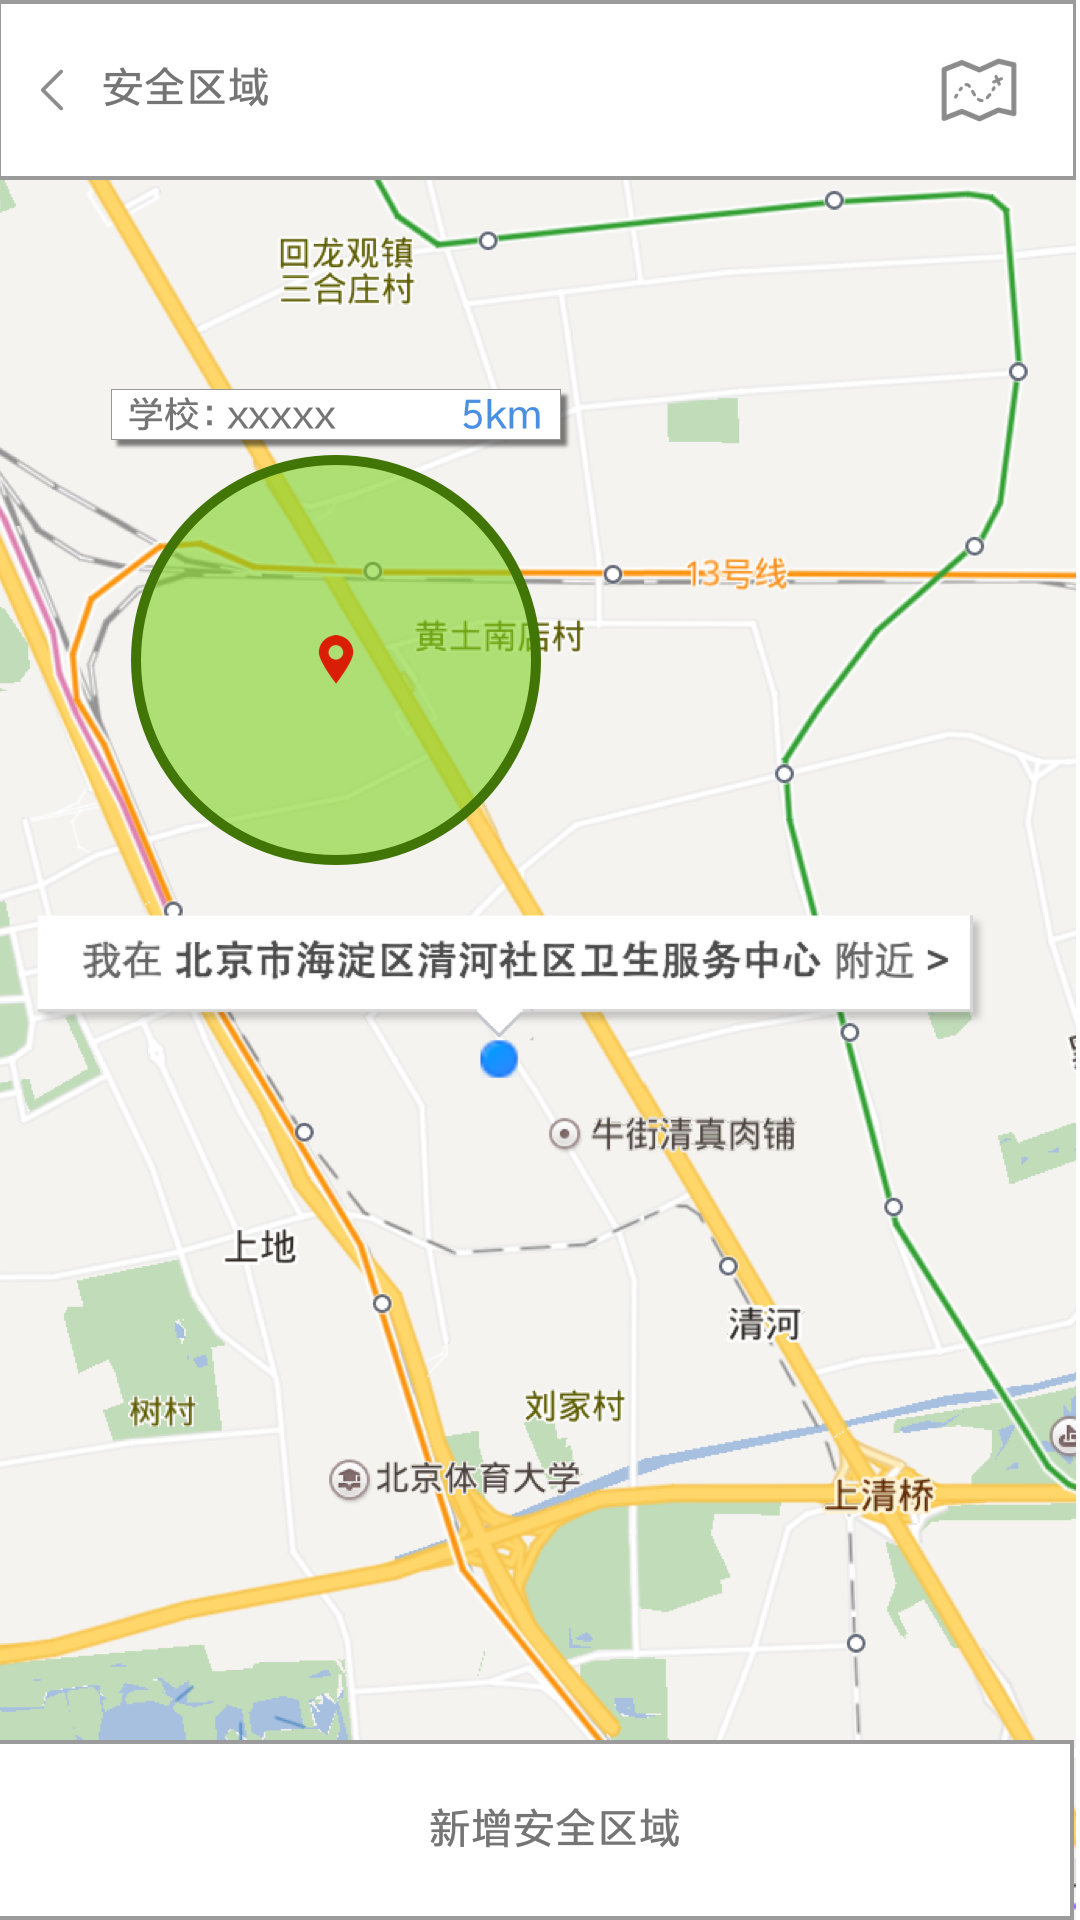 安全区域
回龙观镇
三合庄村
学校：xxxxx 5km
13号线
黄土南店村
我在 北京市海淀区清河社区卫生服务中心 附近 >
牛街清真肉铺
上地
清河
树村
刘家村
北京体育大学
上清桥
新增安全区域